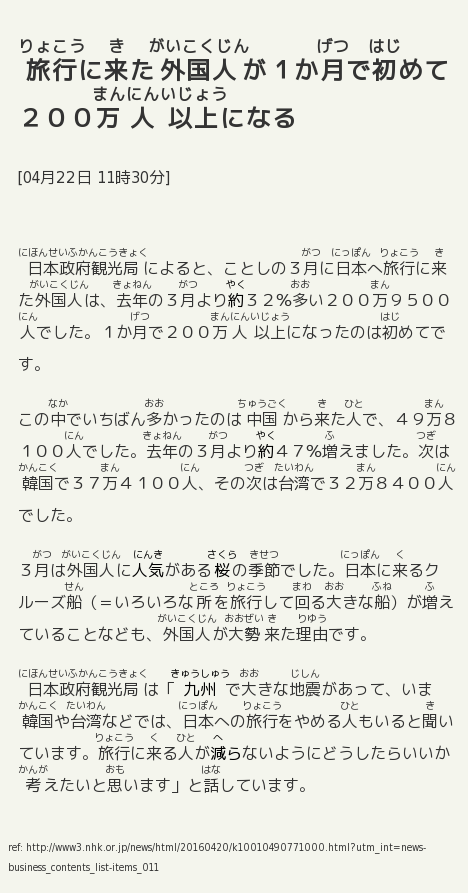 りょこう き がいこくじん げつ はじ
旅行に来た外国人が１か月で初めて
まんにんいじょう
２００万人以上になる
[04月22日 11時30分]
にほんせいふかんこうきょく がつ にっぽん りょこう き
日本政府観光局によると、ことしの３月に日本へ旅行に来
がいこくじん きょねん がつ やく おお まん
た外国人は、去年の３月より約３２％多い２００万９５００
にん げつ まんにんいじょう はじ
人でした。１か月で２００万人以上になったのは初めてで
す。
なか おお ちゅうごく き ひと まん
この中でいちばん多かったのは中国から来た人で、４９万８
にん きょねん がつ やく ふ つぎ
１００人でした。去年の３月より約４７％増えました。次は
かんこく まん にん つぎ たいわん まん にん
韓国で３７万４１００人、その次は台湾で３２万８４００人
でした。
がつ がいこくじん にんき さくら きせつ にっぽん く
３月は外国人に人気がある桜の季節でした。日本に来るク
せん ところ りょこう まわ おお ふね ふ
ルーズ船（＝いろいろな所を旅行して回る大きな船）が増え
がいこくじん おおぜい き りゆう
ていることなども、外国人が大勢来た理由です。
にほんせいふかんこうきょく きゅうしゅう おお じしん
日本政府観光局は「九州で大きな地震があって、いま
かんこく たいわん にっぽん りょこう ひと き
韓国や台湾などでは、日本への旅行をやめる人もいると聞い
りょこう く ひと へ
ています。旅行に来る人が減らないようにどうしたらいいか
かんが おも はな
考えたいと思います」と話しています。
ref: http://www3.nhk.or.jp/news/html/20160420/k10010490771000.html?utm_int=news-
business_contents_list-items_011